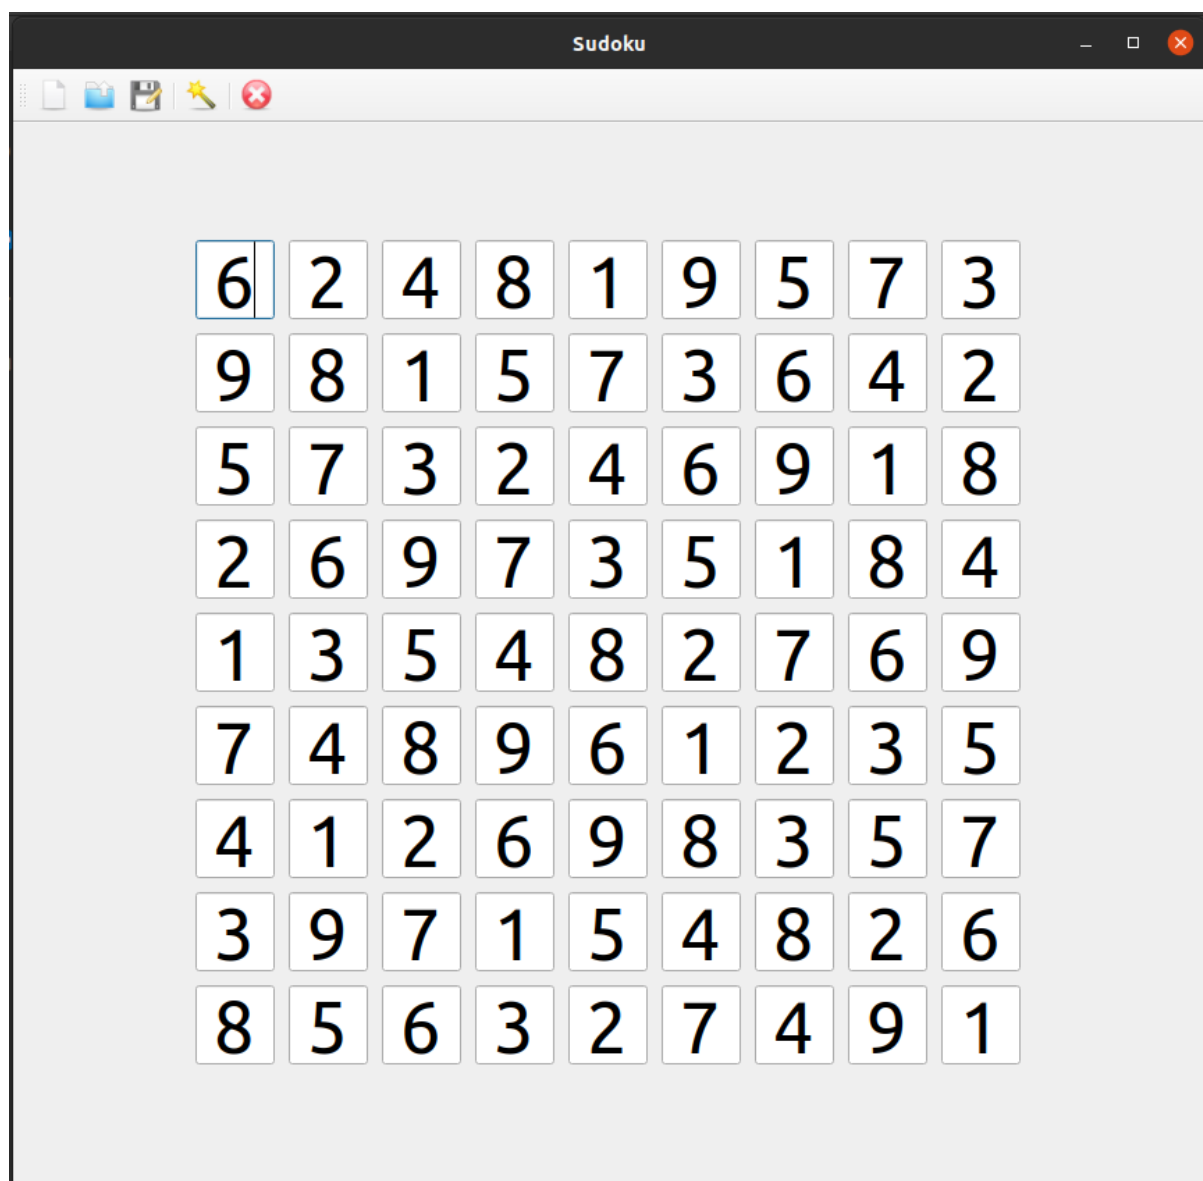 Sudoku
6 2 4 8 1 9 5 7 3
9 8 1 5 7 3 6 4 2
5 7 3 2 4 6 9 1 8
2 6 9 7 3 5 1 8 4
1 3 5 4 8 2 7 6 9
7 4 8 9 6 1 2 3 5
4 1 2 6 9 8 3 5 7
3 9 7 1 5 4 8 2 6
8 5 6 3 2 7 4 9 1